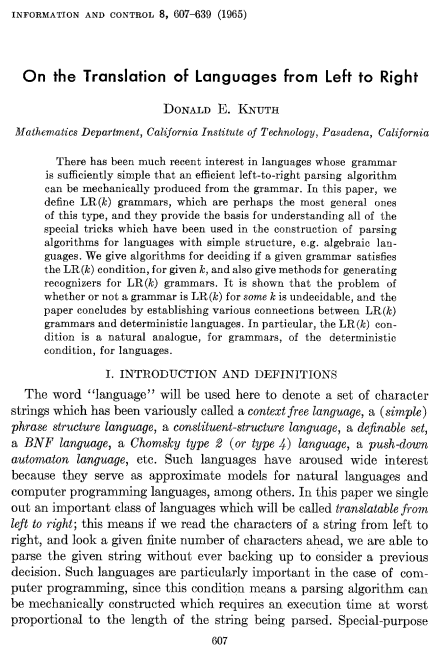 INFORMATION AND CONTROL 8, 607–639 (1965)
On the Translation of Languages from Left to Right
DONALD E. KNUTH
Mathematics Department, California Institute of Technology, Pasadena, California
There has been much recent interest in languages whose grammar
is sufficiently simple that an efficient left-to-right parsing algorithm
can be mechanically produced from the grammar. In this paper, we
define LR(k) grammars, which are perhaps the most general ones
of this type, and they provide the basis for understanding all of the
special tricks which have been used in the construction of parsing
algorithms for languages with simple structure, e.g. algebraic lan-
guages. We give algorithms for deciding if a given grammar satisfies
the LR(k) condition, for given k, and also give methods for generating
recognizers for LR(k) grammars. It is shown that the problem of
whether or not a grammar is LR(k) for some k is undecidable, and the
paper concludes by establishing various connections between LR(k)
grammars and deterministic languages. In particular, the LR(k) con-
dition is a natural analogue, for grammars, of the deterministic
condition, for languages.
I. INTRODUCTION AND DEFINITIONS
The word "language" will be used here to denote a set of character
strings which has been variously called a context free language, a (simple)
phrase structure language, a constituent-structure language, a definable set,
a BNF language, a Chomsky type 2 (or type 4) language, a push-down
automaton language, etc. Such languages have aroused wide interest
because they serve as approximate models for natural languages and
computer programming languages, among others. In this paper we single
out an important class of languages which will be called translatable from
left to right; this means if we read the characters of a string from left to
right, and look a given finite number of characters ahead, we are able to
parse the given string without ever backing up to consider a previous
decision. Such languages are particularly important in the case of com-
puter programming, since this condition means a parsing algorithm can
be mechanically constructed which requires an execution time at worst
proportional to the length of the string being parsed. Special-purpose
607